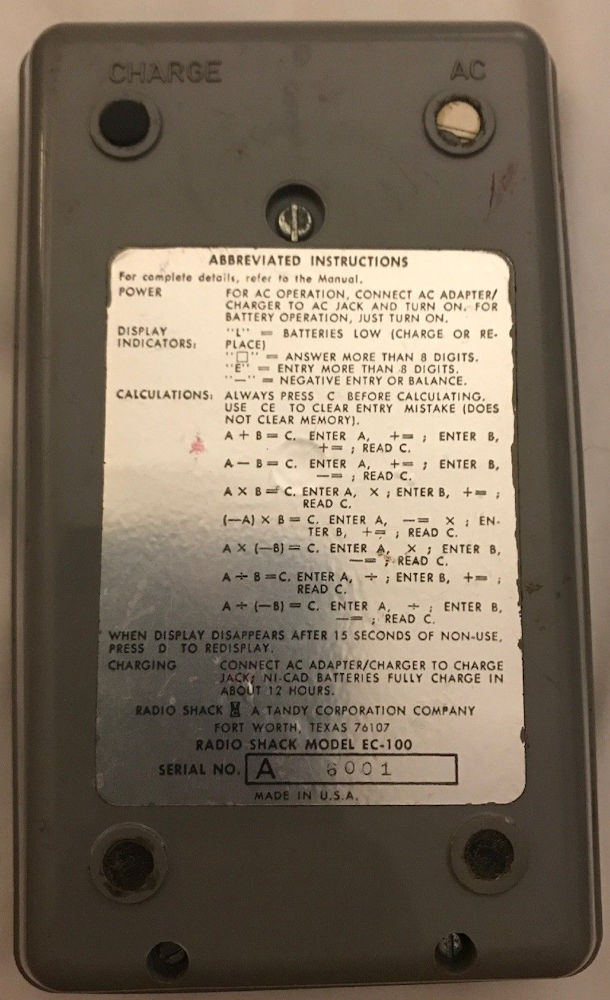 CHARGE AC
ABBREVIATED INSTRUCTIONS
For complete details, refer to the Manual.
POWER FOR AC OPERATION, CONNECT AC ADAPTER/
CHARGER TO AC JACK AND TURN ON. FOR
BATTERY OPERATION, JUST TURN ON.
DISPLAY "L" = BATTERIES LOW (CHARGE OR RE-
INDICATORS: PLACE)
"□" = ANSWER MORE THAN 8 DIGITS.
"E" = ENTRY MORE THAN 8 DIGITS.
"—" = NEGATIVE ENTRY OR BALANCE.
CALCULATIONS: ALWAYS PRESS C BEFORE CALCULATING.
USE CE TO CLEAR ENTRY MISTAKE (DOES
NOT CLEAR MEMORY).
A + B = C. ENTER A, += ; ENTER B,
+= ; READ C.
A — B = C. ENTER A, += ; ENTER B,
—= ; READ C.
A X B = C. ENTER A, X ; ENTER B, += ;
READ C.
(—A) X B = C. ENTER A, —= X ; EN-
TER B, += ; READ C.
A X (—B) = C. ENTER A, X ; ENTER B,
—= ; READ C.
A ÷ B = C. ENTER A, ÷ ; ENTER B, += ;
READ C.
A ÷ (—B) = C. ENTER A, ÷ ; ENTER B,
—= ; READ C.
WHEN DISPLAY DISAPPEARS AFTER 15 SECONDS OF NON-USE,
PRESS D TO REDISPLAY.
CHARGING CONNECT AC ADAPTER/CHARGER TO CHARGE
JACK; NI-CAD BATTERIES FULLY CHARGE IN
ABOUT 12 HOURS.
RADIO SHACK A TANDY CORPORATION COMPANY
FORT WORTH, TEXAS 76107
RADIO SHACK MODEL EC-100
SERIAL NO. A 6001
MADE IN U.S.A.